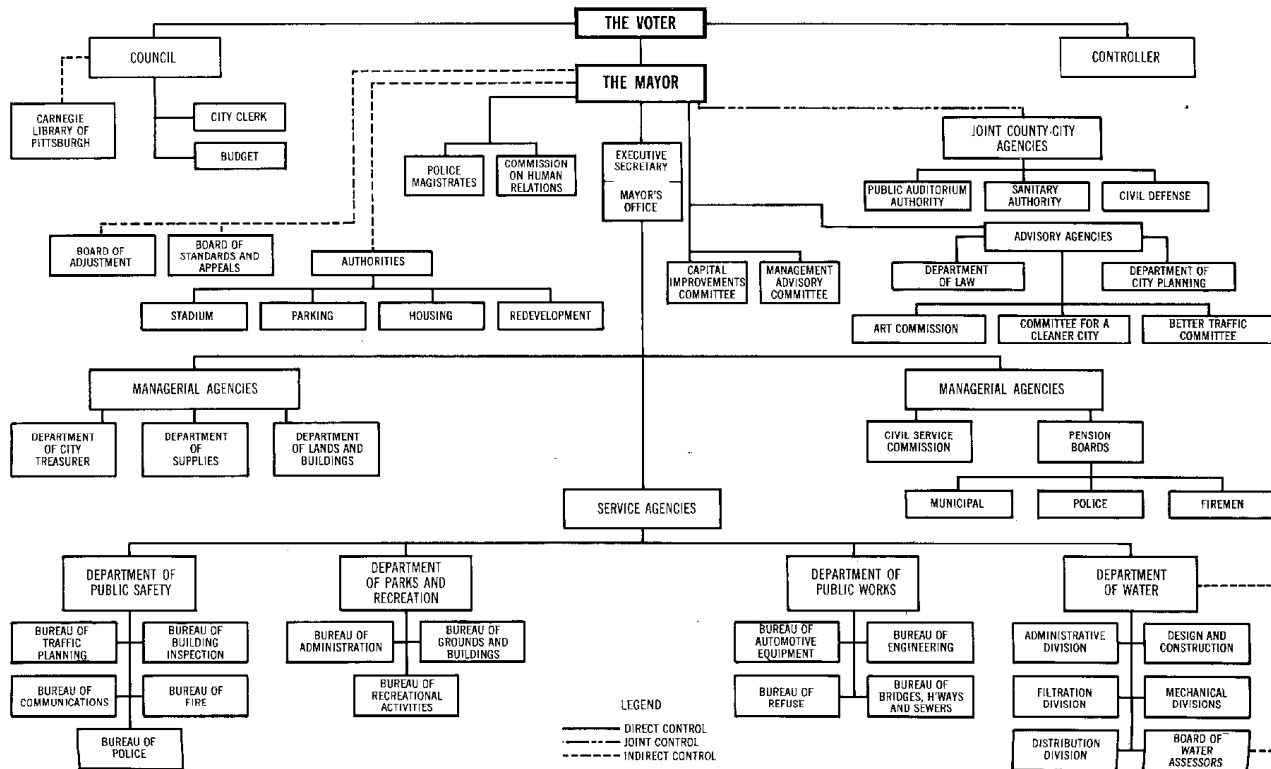 THE VOTER
COUNCIL
CONTROLLER
THE MAYOR
CARNEGIE
LIBRARY OF
PITTSBURGH
CITY CLERK
BUDGET
POLICE
MAGISTRATES
COMMISSION
ON HUMAN
RELATIONS
EXECUTIVE
SECRETARY
MAYOR'S
OFFICE
JOINT COUNTY-CITY
AGENCIES
PUBLIC AUDITORIUM
AUTHORITY
SANITARY
AUTHORITY
CIVIL DEFENSE
BOARD OF
ADJUSTMENT
BOARD OF
STANDARDS AND
APPEALS
AUTHORITIES
STADIUM
PARKING
HOUSING
REDEVELOPMENT
CAPITAL
IMPROVEMENTS
COMMITTEE
MANAGEMENT
ADVISORY
COMMITTEE
ADVISORY AGENCIES
DEPARTMENT
OF LAW
DEPARTMENT OF
CITY PLANNING
ART COMMISSION
COMMITTEE FOR A
CLEANER CITY
BETTER TRAFFIC
COMMITTEE
MANAGERIAL AGENCIES
DEPARTMENT
OF CITY
TREASURER
DEPARTMENT
OF
SUPPLIES
DEPARTMENT
OF LANDS AND
BUILDINGS
MANAGERIAL AGENCIES
CIVIL SERVICE
COMMISSION
PENSION
BOARDS
MUNICIPAL
POLICE
FIREMEN
SERVICE AGENCIES
DEPARTMENT OF
PUBLIC SAFETY
BUREAU OF
TRAFFIC
PLANNING
BUREAU OF
BUILDING
INSPECTION
BUREAU OF
COMMUNICATIONS
BUREAU OF
FIRE
BUREAU OF
POLICE
DEPARTMENT
OF PARKS AND
RECREATION
BUREAU OF
ADMINISTRATION
BUREAU OF
GROUNDS AND
BUILDINGS
BUREAU OF
RECREATIONAL
ACTIVITIES
DEPARTMENT OF
PUBLIC WORKS
BUREAU OF
AUTOMOTIVE
EQUIPMENT
BUREAU OF
ENGINEERING
BUREAU OF
REFUSE
BUREAU OF
BRIDGES, H'WAYS
AND SEWERS
DEPARTMENT
OF WATER
ADMINISTRATIVE
DIVISION
DESIGN AND
CONSTRUCTION
FILTRATION
DIVISION
MECHANICAL
DIVISIONS
DISTRIBUTION
DIVISION
BOARD OF
WATER
ASSESSORS
LEGEND
DIRECT CONTROL
JOINT CONTROL
INDIRECT CONTROL